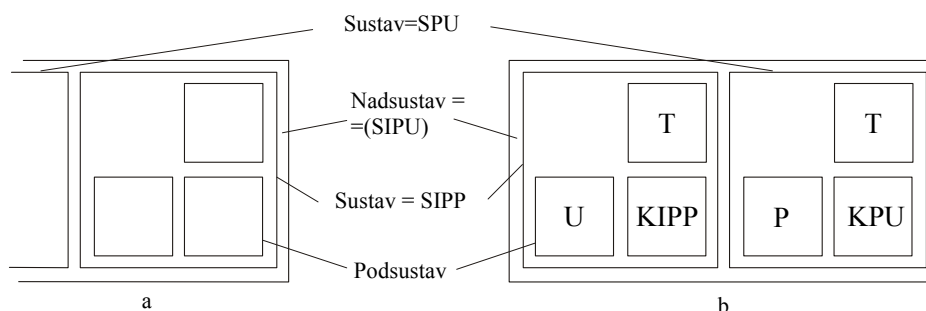 Sustav=SPU
Nadsustav =
=(SIPU)
T
T
Sustav = SIPP
U
KIPP
P
KPU
Podsustav
a
b